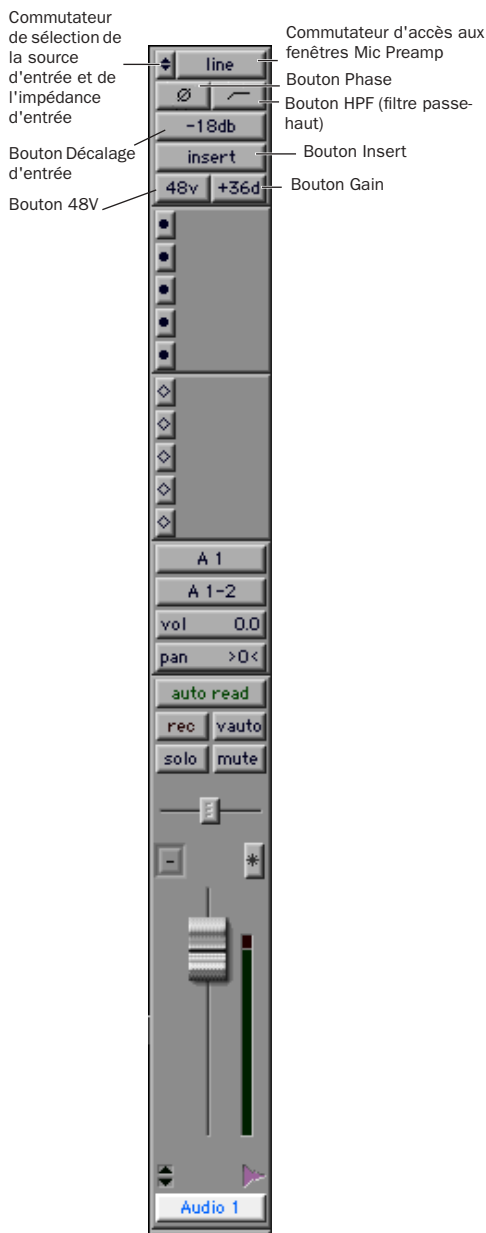 Commutateur
de sélection de
la source
d'entrée et de
l'impédance
d'entrée
Commutateur d'accès aux
fenêtres Mic Preamp
Bouton Phase
Bouton HPF (filtre passe-
haut)
Bouton Décalage
d'entrée
Bouton Insert
Bouton 48V
Bouton Gain
line
Ø
-18db
insert
48v +36d
A 1
A 1-2
vol 0.0
pan >0<
auto read
rec vauto
solo mute
-
*
Audio 1